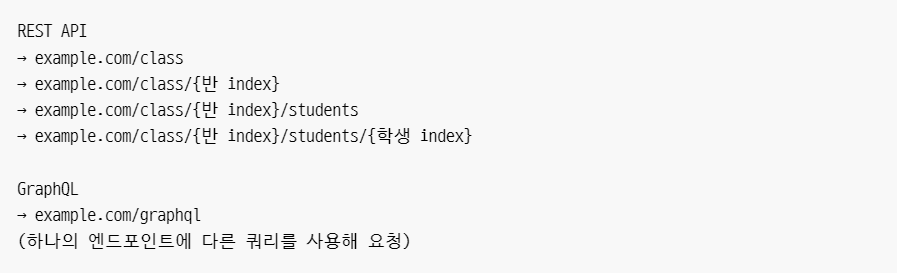 REST API
→ example.com/class
→ example.com/class/{반 index}
→ example.com/class/{반 index}/students
→ example.com/class/{반 index}/students/{학생 index}
GraphQL
→ example.com/graphql
(하나의 엔드포인트에 다른 쿼리를 사용해 요청)